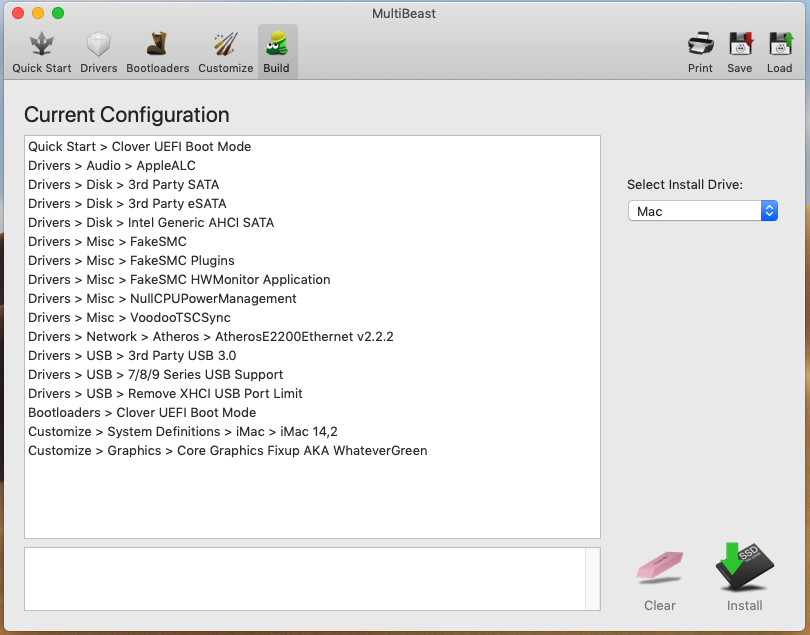 MultiBeast
Quick Start
Drivers
Bootloaders
Customize
Build
Print
Save
Load
Current Configuration
Quick Start > Clover UEFI Boot Mode
Drivers > Audio > AppleALC
Drivers > Disk > 3rd Party SATA
Drivers > Disk > 3rd Party eSATA
Drivers > Disk > Intel Generic AHCI SATA
Drivers > Misc > FakeSMC
Drivers > Misc > FakeSMC Plugins
Drivers > Misc > FakeSMC HWMonitor Application
Drivers > Misc > NullCPUPowerManagement
Drivers > Misc > VoodooTSCSync
Drivers > Network > Atheros > AtherosE2200Ethernet v2.2.2
Drivers > USB > 3rd Party USB 3.0
Drivers > USB > 7/8/9 Series USB Support
Drivers > USB > Remove XHCI USB Port Limit
Bootloaders > Clover UEFI Boot Mode
Customize > System Definitions > iMac > iMac 14,2
Customize > Graphics > Core Graphics Fixup AKA WhateverGreen
Select Install Drive:
Mac
SSD
Clear
Install